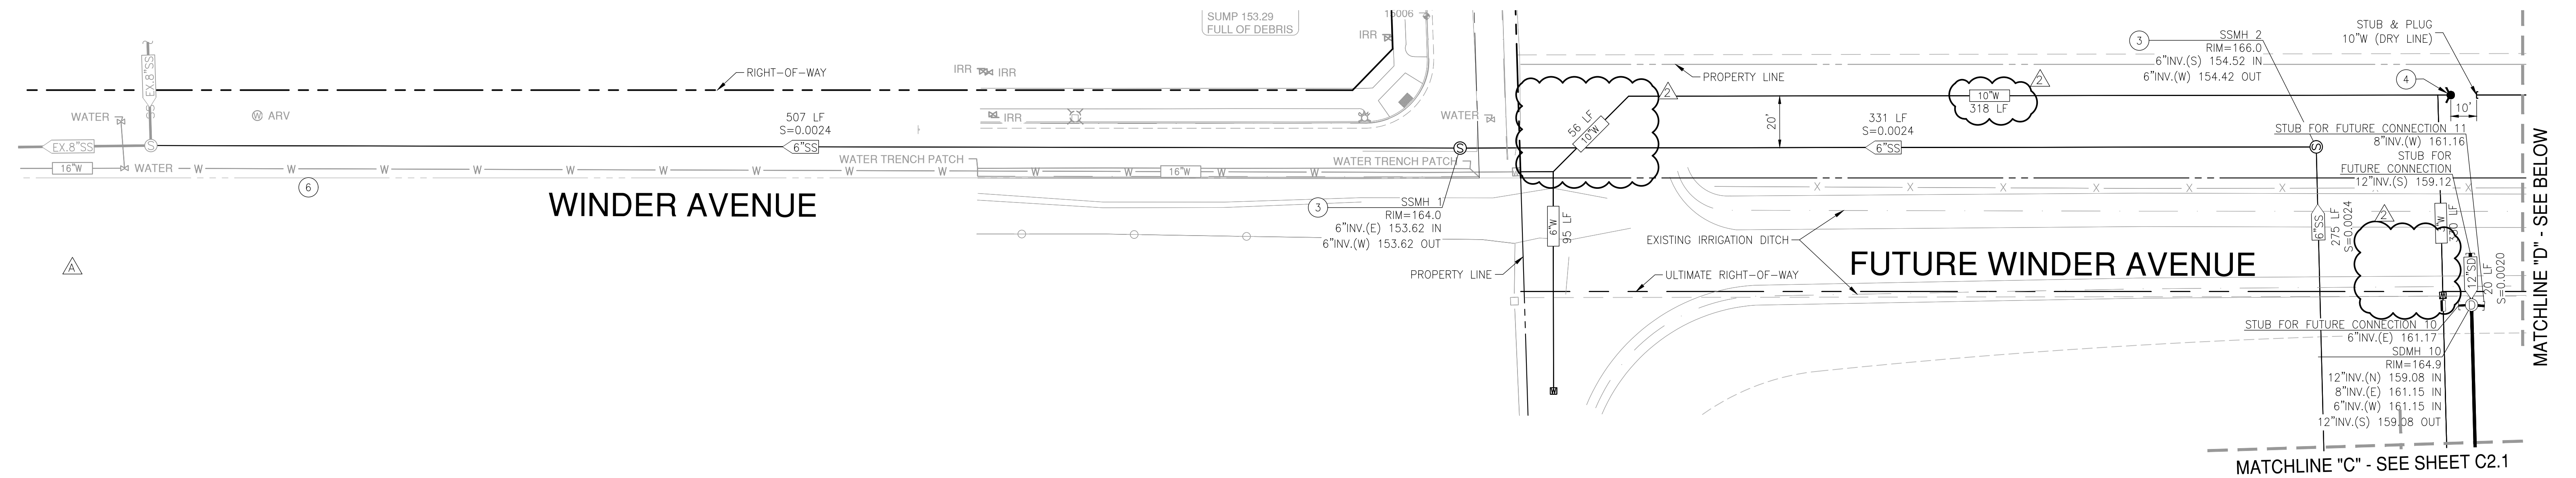 SUMP 153.29
FULL OF DEBRIS
15006
IRR
STUB & PLUG
10"W (DRY LINE)
3
SSMH 2
RIM=166.0
6"INV.(S) 154.52 IN
6"INV.(W) 154.42 OUT
4
10'
EX.8"SS
SS
RIGHT-OF-WAY
IRR
IRR
PROPERTY LINE
2
2
10"W
318 LF
WATER
ARV
W
IRR
WATER
507 LF
S=0.0024
6"SS
56 LF
10"W
20'
331 LF
S=0.0024
6"SS
STUB FOR FUTURE CONNECTION 11
8"INV.(W) 161.16
STUB FOR
FUTURE CONNECTION
12"INV.(S) 159.12
EX.8"SS
S
S
S
16"W
WATER
W W W W W W W W W
WATER TRENCH PATCH
W 16"W W W
WATER TRENCH PATCH
X X X X X X
6
WINDER AVENUE
3
SSMH 1
RIM=164.0
6"INV.(E) 153.62 IN
6"INV.(W) 153.62 OUT
6"W
95 LF
EXISTING IRRIGATION DITCH
FUTURE WINDER AVENUE
6"SS
275 LF
S=0.0024
2
12"SD
20 LF
S=0.0020
A
PROPERTY LINE
ULTIMATE RIGHT-OF-WAY
D
STUB FOR FUTURE CONNECTION 10
6"INV.(E) 161.17
SDMH 10
RIM=164.9
12"INV.(N) 159.08 IN
8"INV.(E) 161.15 IN
6"INV.(W) 161.15 IN
12"INV.(S) 159.08 OUT
MATCHLINE "D" - SEE BELOW
MATCHLINE "C" - SEE SHEET C2.1